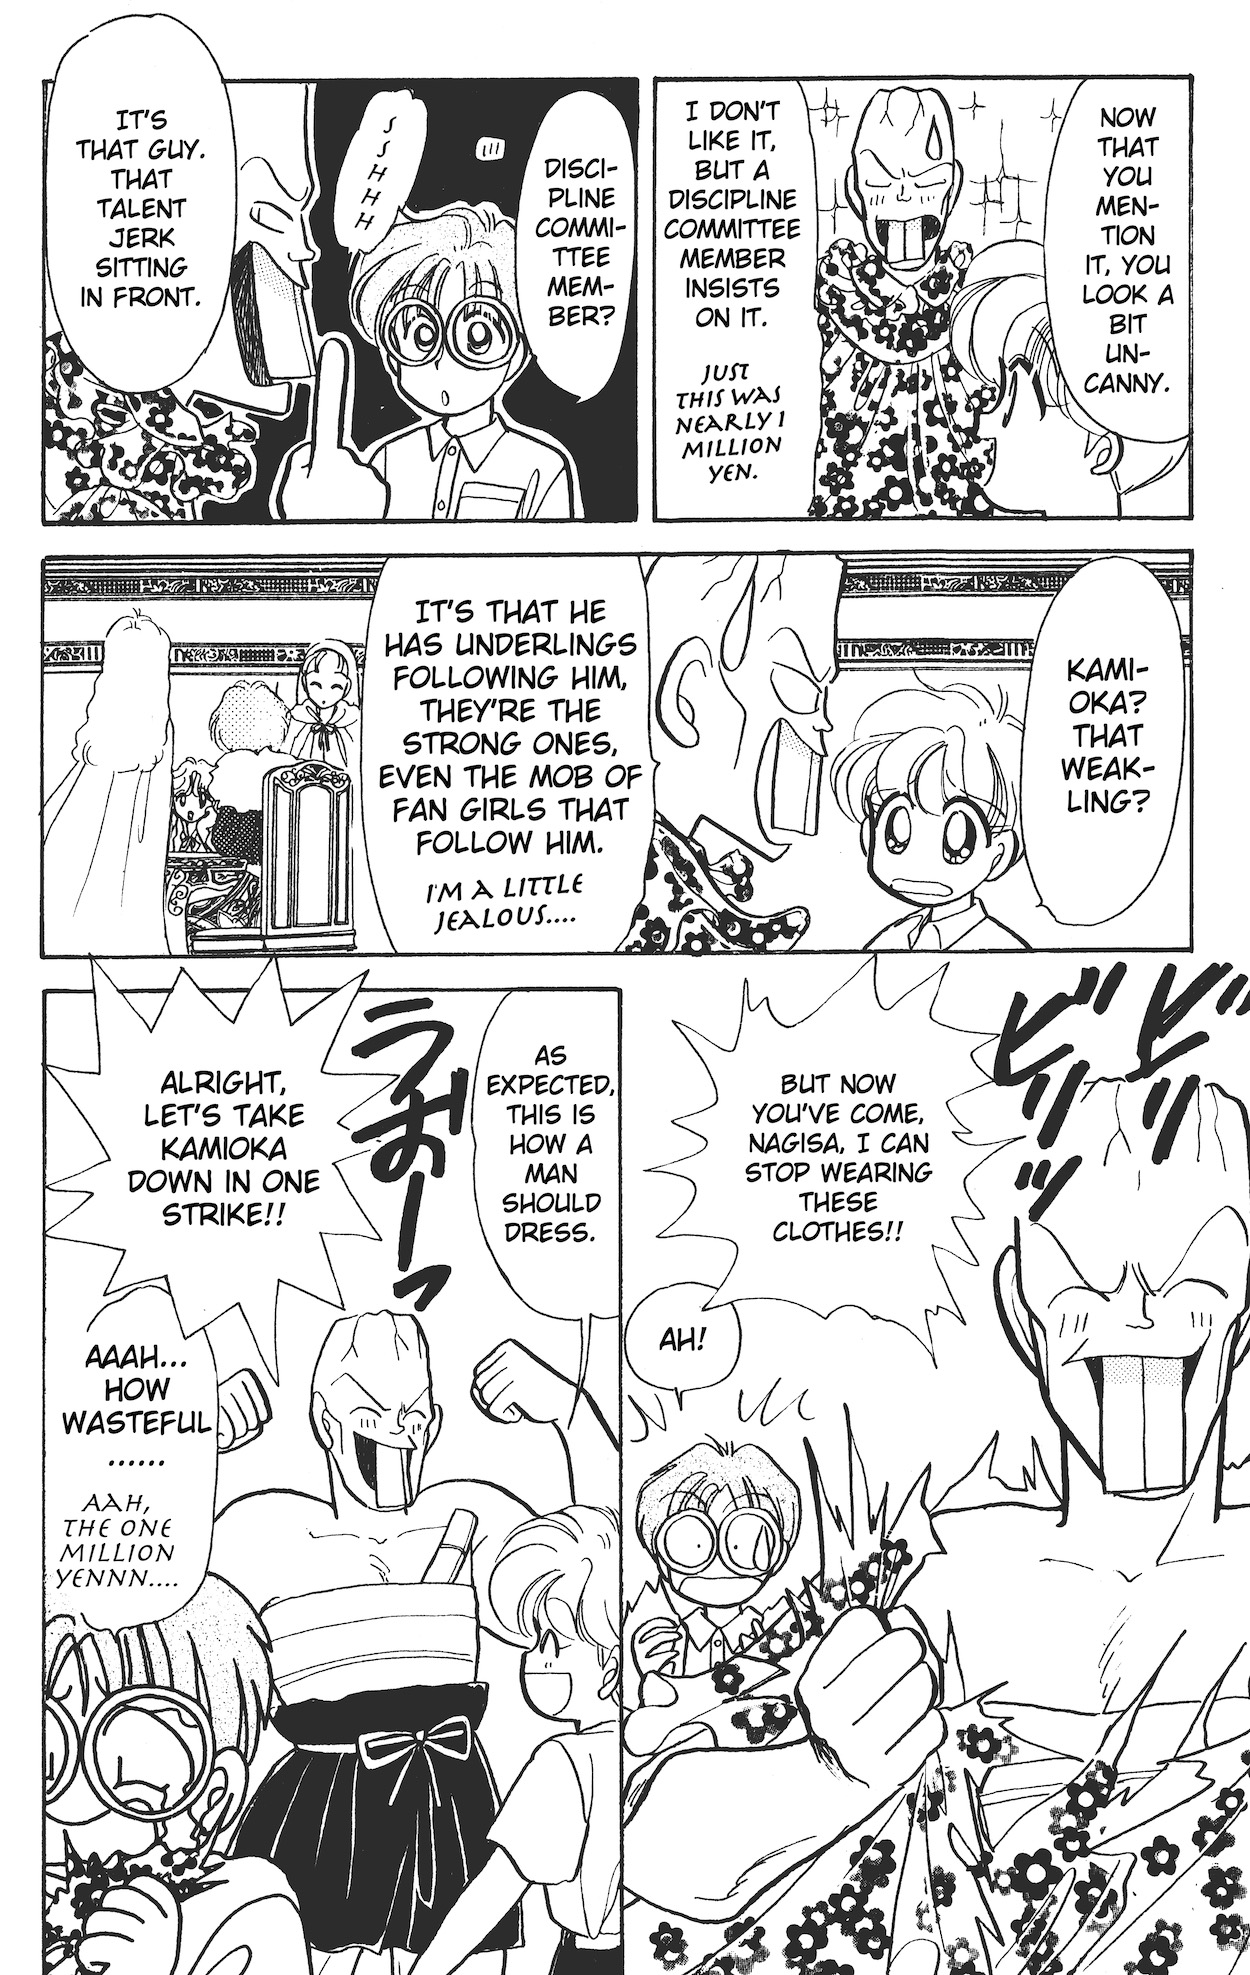 NOW
THAT
YOU
MEN-
TION
IT, YOU
LOOK A
BIT
UN-
CANNY.
I DON'T
LIKE IT,
BUT A
DISCIPLINE
COMMITTEE
MEMBER
INSISTS
ON IT.
JUST
THIS WAS
NEARLY 1
MILLION
YEN.
DISCI-
PLINE
COMMI-
TTEE
MEM-
BER?
SSHHH
IT'S
THAT GUY.
THAT
TALENT
JERK
SITTING
IN FRONT.
KAMI-
OKA?
THAT
WEAK-
LING?
IT'S THAT HE
HAS UNDERLINGS
FOLLOWING HIM,
THEY'RE THE
STRONG ONES,
EVEN THE MOB OF
FAN GIRLS THAT
FOLLOW HIM.
I'M A LITTLE
JEALOUS....
ビビッ
BUT NOW
YOU'VE COME,
NAGISA, I CAN
STOP WEARING
THESE
CLOTHES!!
AH!
AS
EXPECTED,
THIS IS
HOW A
MAN
SHOULD
DRESS.
うおーっ
ALRIGHT,
LET'S TAKE
KAMIOKA
DOWN IN ONE
STRIKE!!
AAAH...
HOW
WASTEFUL
......
AAH,
THE ONE
MILLION
YENNN....